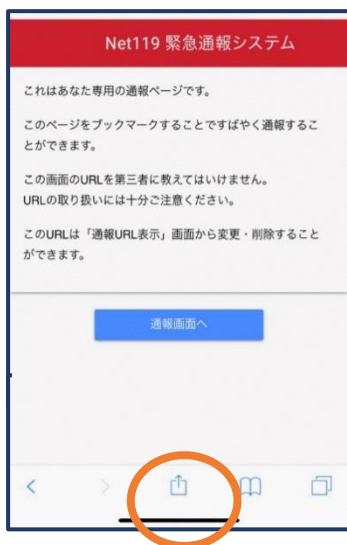 Net119 緊急通報システム
これはあなた専用の通報ページです。
このページをブックマークすることですばやく通報するこ
とができます。
この画面のURLを第三者に教えてはいけません。
URLの取り扱いには十分ご注意ください。
このURLは「通報URL表示」画面から変更・削除すること
ができます。
通報画面へ